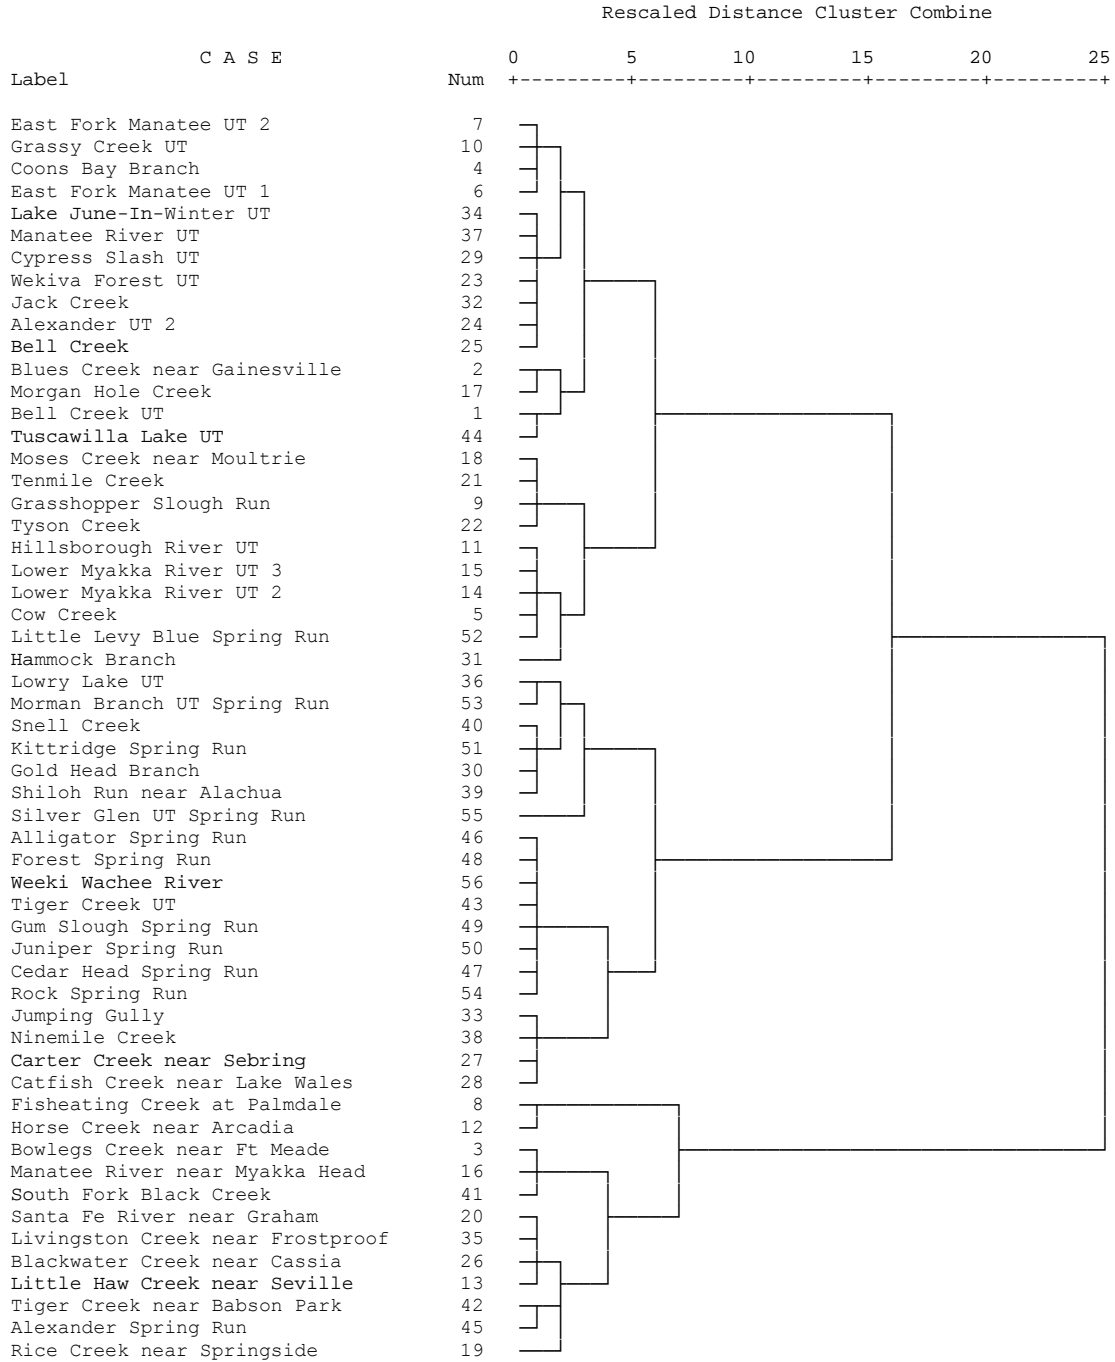 Rescaled Distance Cluster Combine
C A S E 0 5 10 15 20 25
Label Num +---------+---------+---------+---------+---------+
East Fork Manatee UT 2 7
Grassy Creek UT 10
Coons Bay Branch 4
East Fork Manatee UT 1 6
Lake June-In-Winter UT 34
Manatee River UT 37
Cypress Slash UT 29
Wekiva Forest UT 23
Jack Creek 32
Alexander UT 2 24
Bell Creek 25
Blues Creek near Gainesville 2
Morgan Hole Creek 17
Bell Creek UT 1
Tuscawilla Lake UT 44
Moses Creek near Moultrie 18
Tenmile Creek 21
Grasshopper Slough Run 9
Tyson Creek 22
Hillsborough River UT 11
Lower Myakka River UT 3 15
Lower Myakka River UT 2 14
Cow Creek 5
Little Levy Blue Spring Run 52
Hammock Branch 31
Lowry Lake UT 36
Morman Branch UT Spring Run 53
Snell Creek 40
Kittridge Spring Run 51
Gold Head Branch 30
Shiloh Run near Alachua 39
Silver Glen UT Spring Run 55
Alligator Spring Run 46
Forest Spring Run 48
Weeki Wachee River 56
Tiger Creek UT 43
Gum Slough Spring Run 49
Juniper Spring Run 50
Cedar Head Spring Run 47
Rock Spring Run 54
Jumping Gully 33
Ninemile Creek 38
Carter Creek near Sebring 27
Catfish Creek near Lake Wales 28
Fisheating Creek at Palmdale 8
Horse Creek near Arcadia 12
Bowlegs Creek near Ft Meade 3
Manatee River near Myakka Head 16
South Fork Black Creek 41
Santa Fe River near Graham 20
Livingston Creek near Frostproof 35
Blackwater Creek near Cassia 26
Little Haw Creek near Seville 13
Tiger Creek near Babson Park 42
Alexander Spring Run 45
Rice Creek near Springside 19